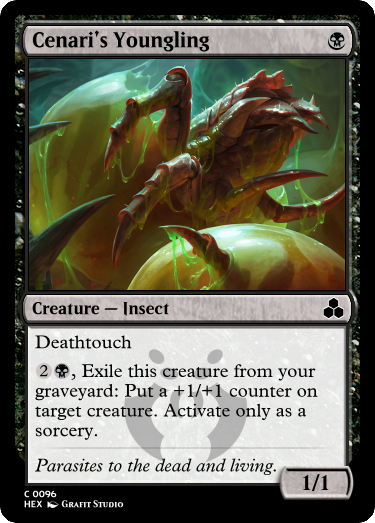 Cenari's Youngling
Creature — Insect
Deathtouch
2, Exile this creature from your
graveyard: Put a +1/+1 counter on
target creature. Activate only as a
sorcery.
Parasites to the dead and living.
1/1
C 0096
HEX Grafit Studio